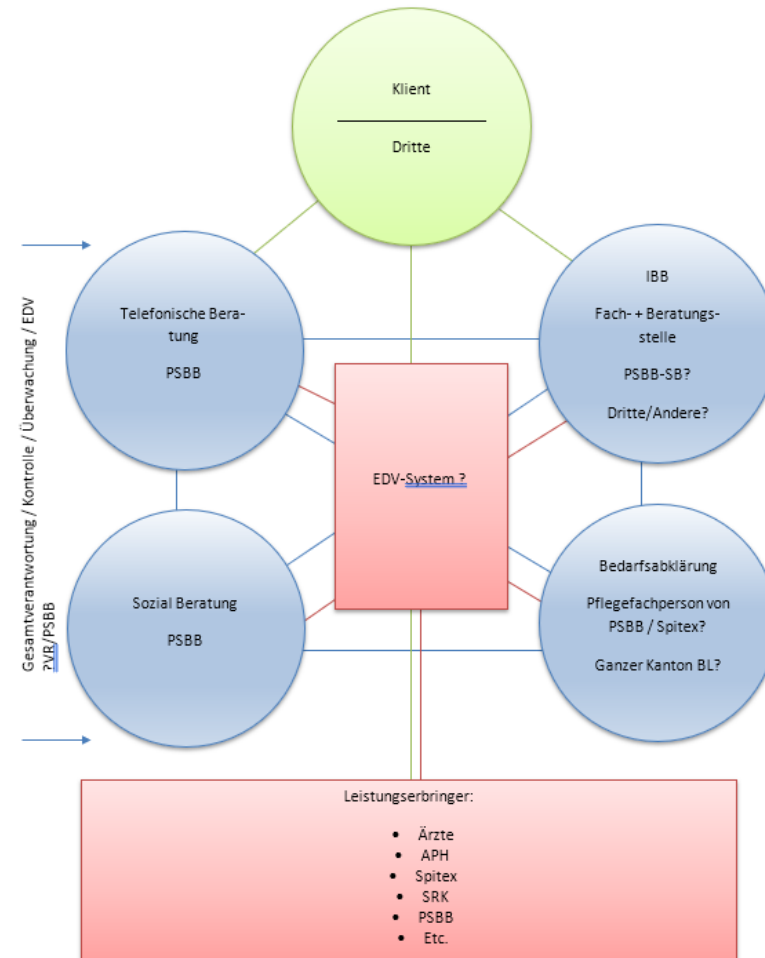 Klient
Dritte
Telefonische Bera-
tung
PSBB
IBB
Fach- + Beratungs-
stelle
PSBB-SB?
Dritte/Andere?
Gesamtverantwortung / Kontrolle / Überwachung / EDV
?VR/PSBB
EDV-System ?
Sozial Beratung
PSBB
Bedarfsabklärung
Pflegefachperson von
PSBB / Spitex?
Ganzer Kanton BL?
Leistungserbringer:
• Ärzte
• APH
• Spitex
• SRK
• PSBB
• Etc.